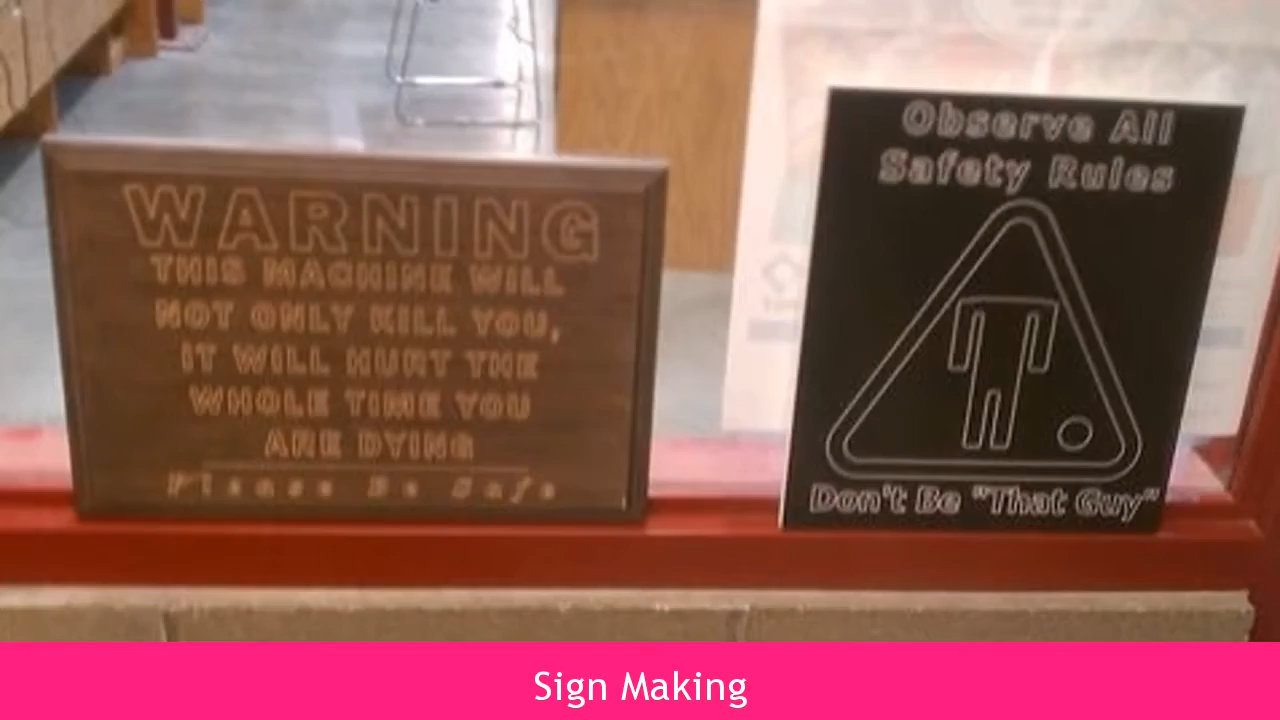 WARNING
THIS MACHINE WILL
NOT ONLY KILL YOU,
IT WILL HURT THE
WHOLE TIME YOU
ARE DYING
Please Be Safe
Observe All
Safety Rules
Don't Be "That Guy"
Sign Making